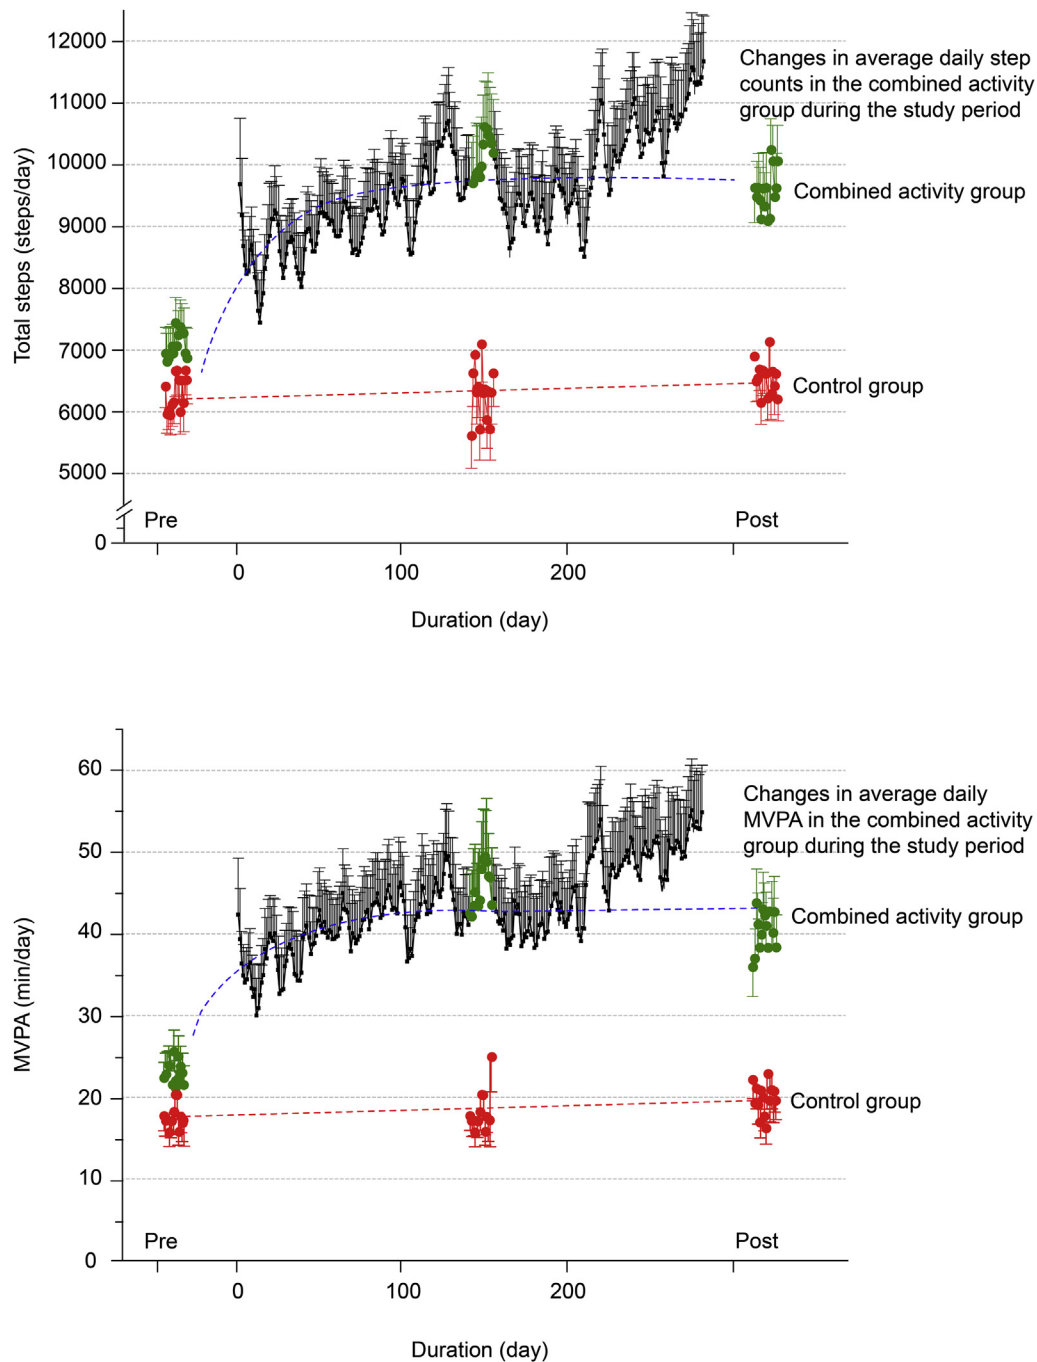 12000
11000
10000
9000
8000
7000
6000
5000
0
Total steps (steps/day)
Changes in average daily step
counts in the combined activity
group during the study period
Combined activity group
Control group
Pre
Post
0
100
200
Duration (day)
60
50
40
30
20
10
0
MVPA (min/day)
Changes in average daily
MVPA in the combined activity
group during the study period
Combined activity group
Control group
Pre
Post
0
100
200
Duration (day)